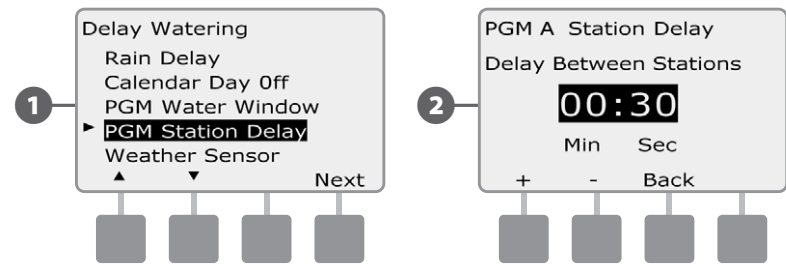 1
Delay Watering
Rain Delay
Calendar Day 0ff
PGM Water Window
► PGM Station Delay
Weather Sensor
▲ ▼ Next
2
PGM A Station Delay
Delay Between Stations
00:30
Min Sec
+ - Back